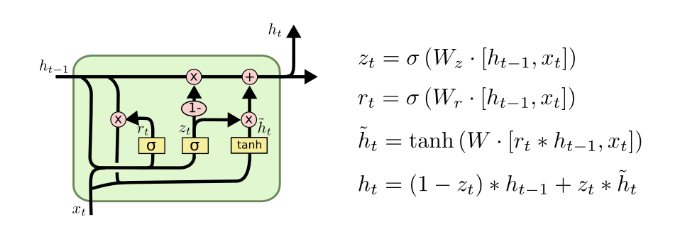 h_t
h_{t-1}
x
+
1-
x
r_t
z_t
x
h̃_t
σ
σ
tanh
x_t
z_t = σ (W_z · [h_{t-1}, x_t])
r_t = σ (W_r · [h_{t-1}, x_t])
h̃_t = tanh (W · [r_t * h_{t-1}, x_t])
h_t = (1 − z_t) * h_{t-1} + z_t * h̃_t